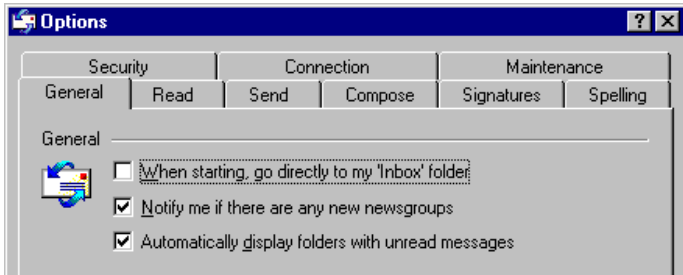 Options
Security Connection Maintenance
General Read Send Compose Signatures Spelling
General
When starting, go directly to my 'Inbox' folder
Notify me if there are any new newsgroups
Automatically display folders with unread messages